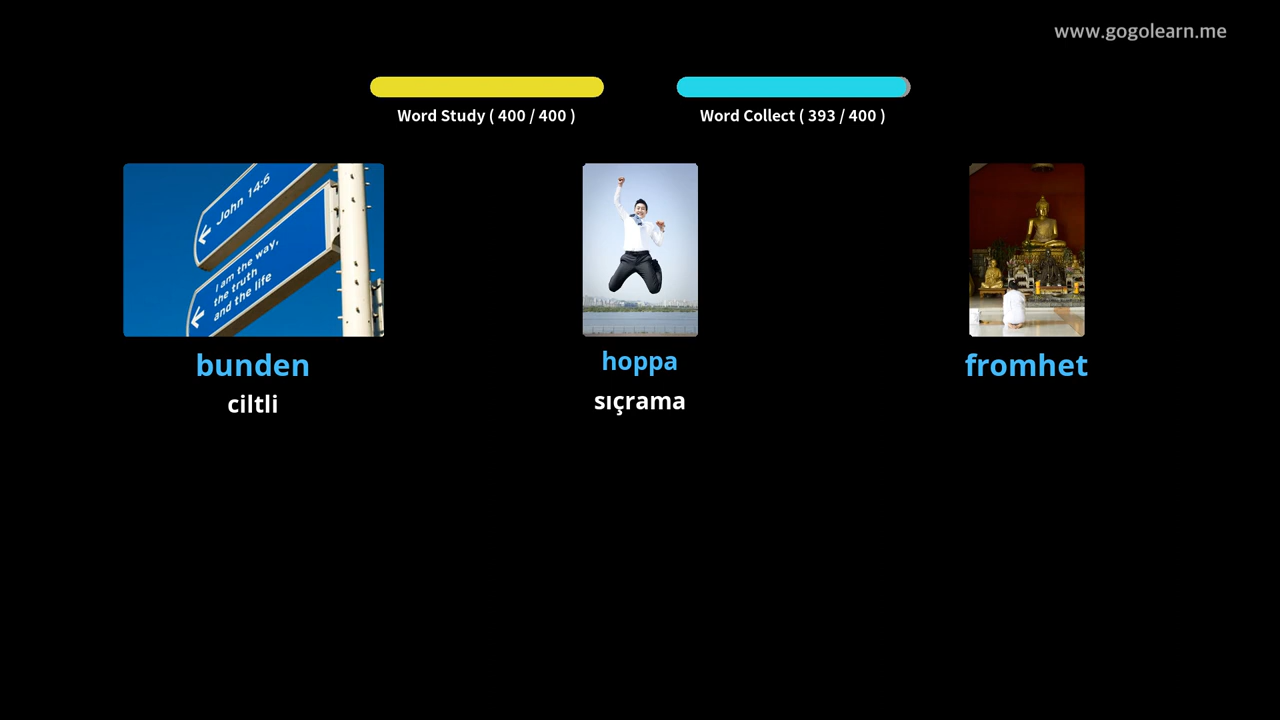 www.gogolearn.me
Word Study ( 400 / 400 )
Word Collect ( 393 / 400 )
John 14:6
I am the way,
the truth
and the life
bunden
hoppa
fromhet
ciltli
sıçrama